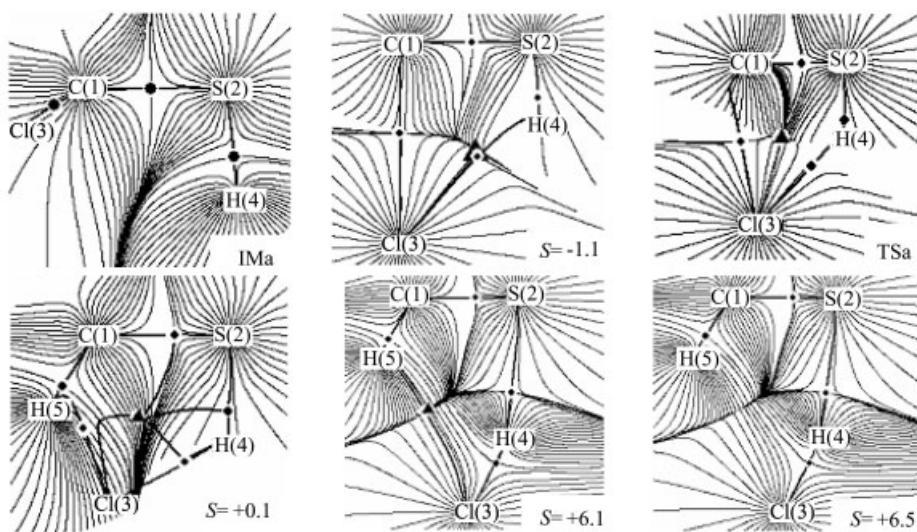 C(1) S(2)
Cl(3)
H(4)
IMa
C(1) S(2)
H(4)
Cl(3)
S= -1.1
C(1) S(2)
H(4)
Cl(3)
TSa
C(1) S(2)
H(5)
H(4)
Cl(3)
S= +0.1
C(1) S(2)
H(5)
H(4)
Cl(3)
S= +6.1
C(1) S(2)
H(5)
H(4)
Cl(3)
S= +6.5